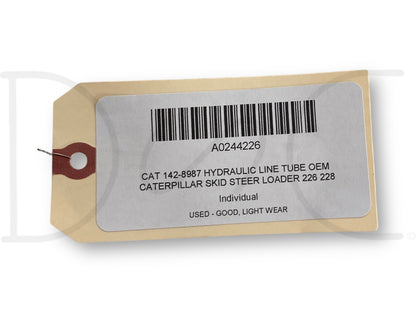 A0244226
CAT 142-8987 HYDRAULIC LINE TUBE OEM
CATERPILLAR SKID STEER LOADER 226 228
Individual
USED - GOOD, LIGHT WEAR